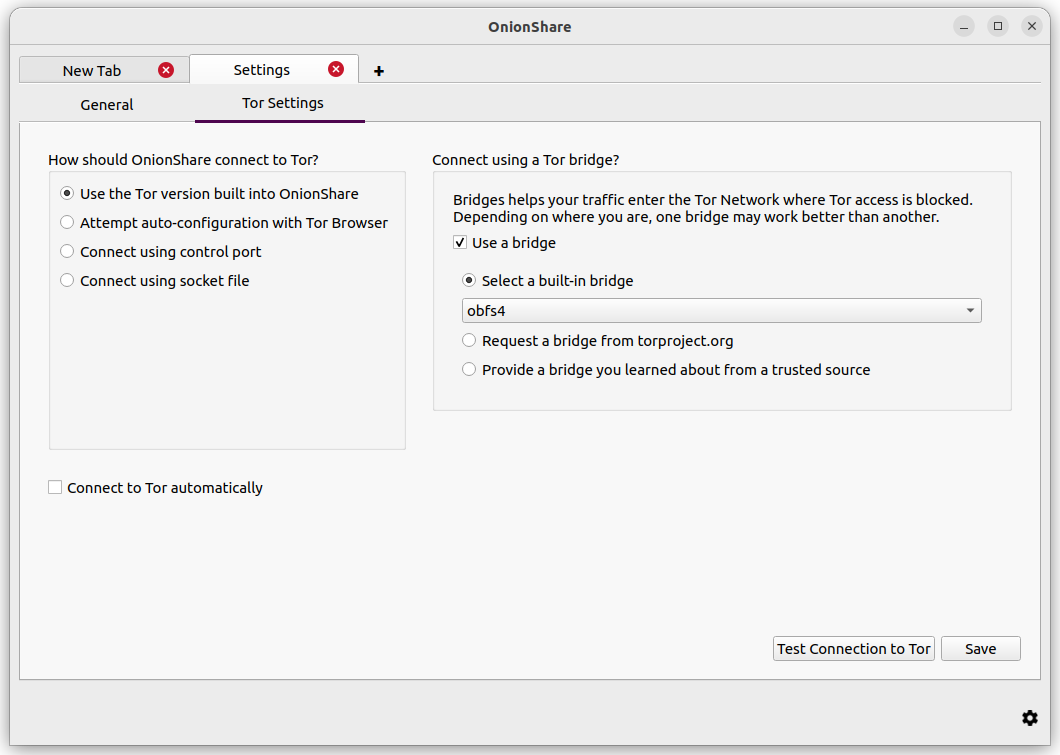 OnionShare
New Tab
Settings
General
Tor Settings
How should OnionShare connect to Tor?
Use the Tor version built into OnionShare
Attempt auto-configuration with Tor Browser
Connect using control port
Connect using socket file
Connect using a Tor bridge?
Bridges helps your traffic enter the Tor Network where Tor access is blocked.
Depending on where you are, one bridge may work better than another.
Use a bridge
Select a built-in bridge
obfs4
Request a bridge from torproject.org
Provide a bridge you learned about from a trusted source
Connect to Tor automatically
Test Connection to Tor
Save